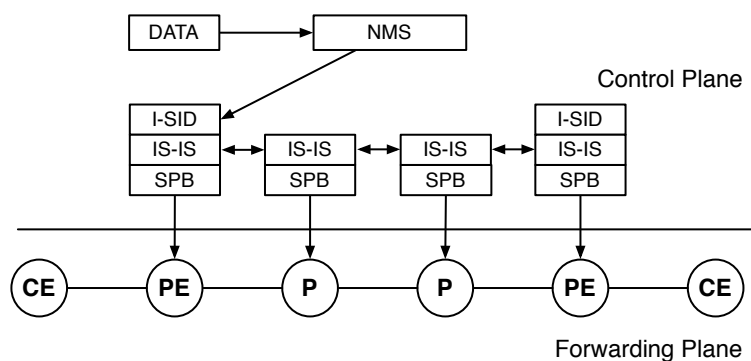 DATA
NMS
Control Plane
I-SID
IS-IS
SPB
IS-IS
SPB
IS-IS
SPB
I-SID
IS-IS
SPB
CE
PE
P
P
PE
CE
Forwarding Plane